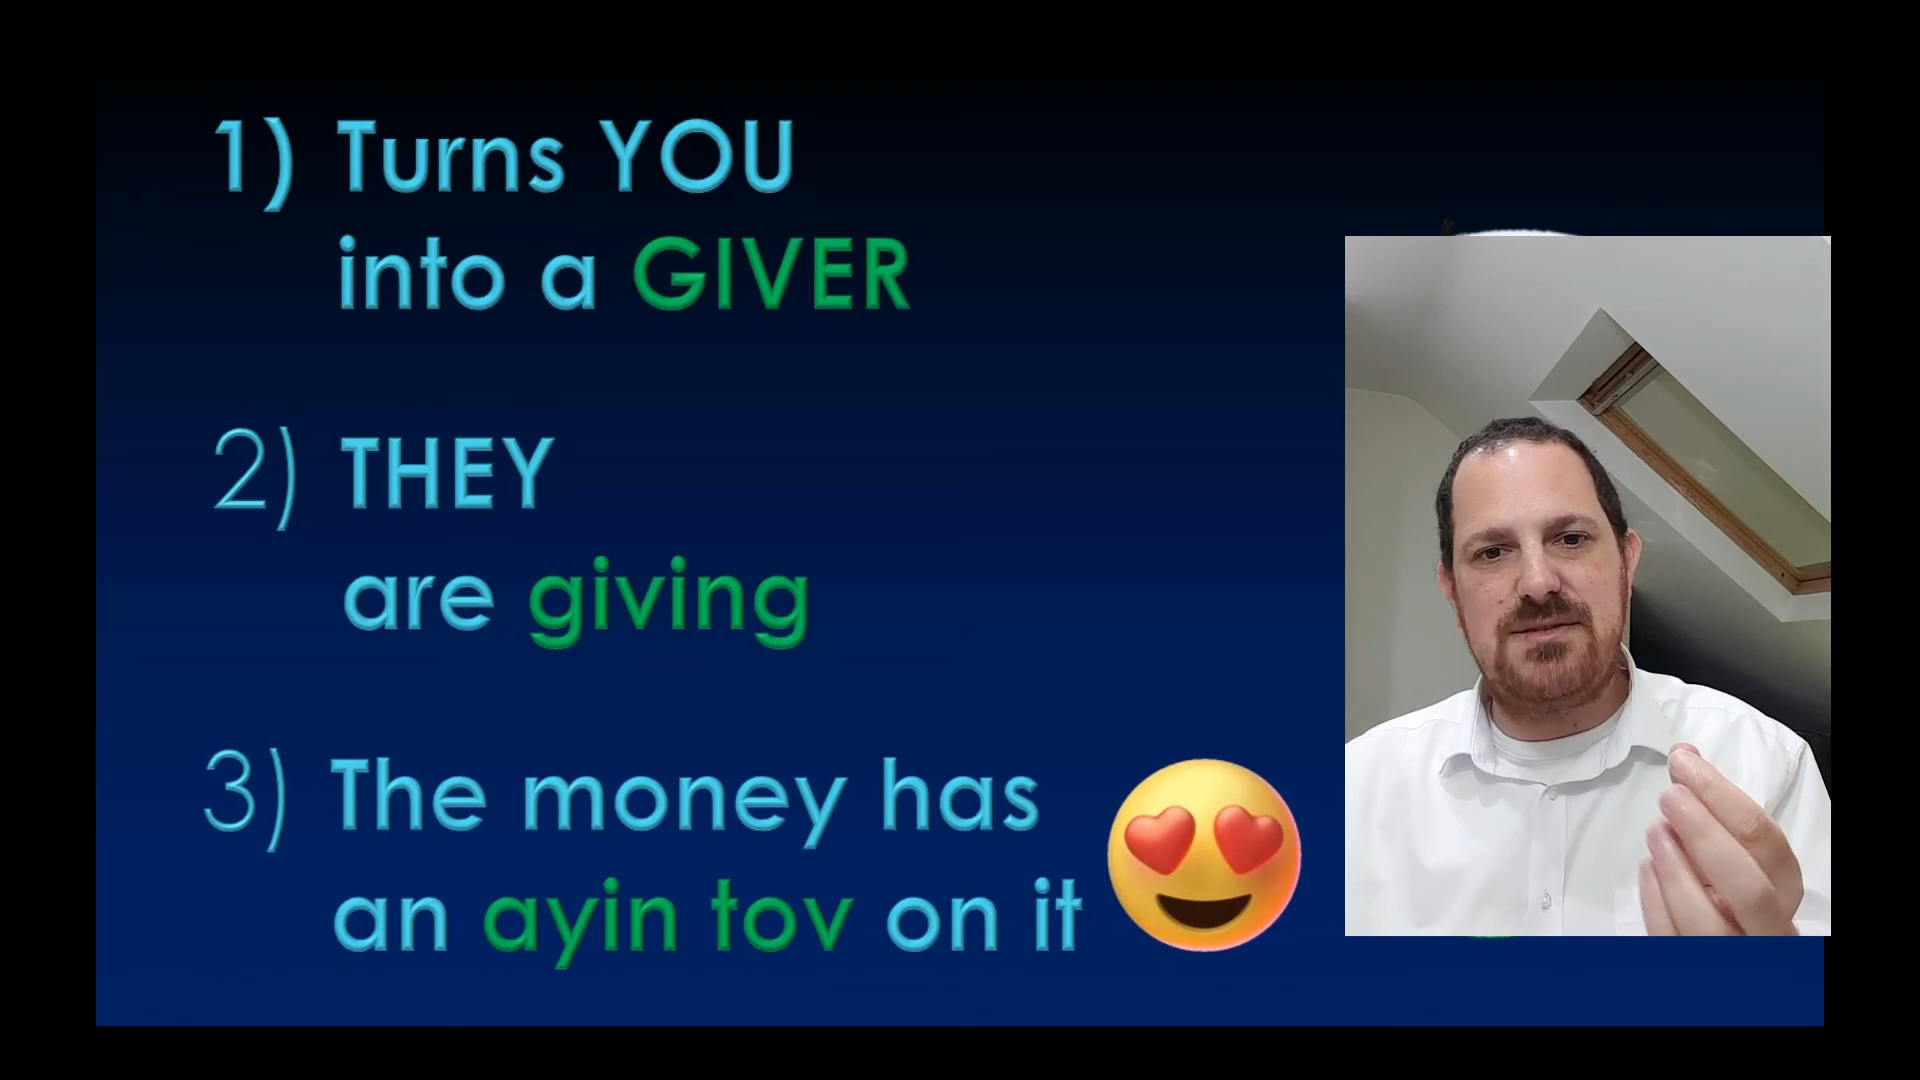 1) Turns YOU
into a GIVER
2) THEY
are giving
3) The money has
an ayin tov on it